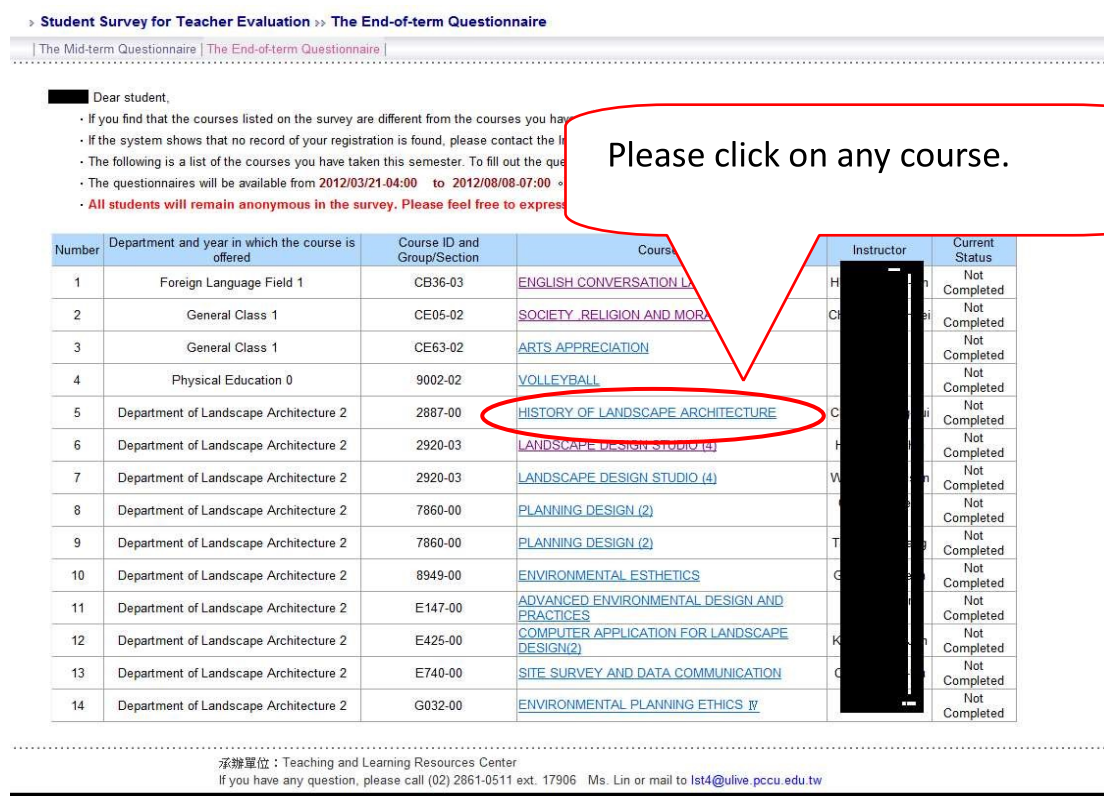 › Student Survey for Teacher Evaluation ›› The End-of-term Questionnaire
| The Mid-term Questionnaire | The End-of-term Questionnaire |
Dear student,
· If you find that the courses listed on the survey are different from the courses you have
· If the system shows that no record of your registration is found, please contact the
· The following is a list of the courses you have taken this semester. To fill out the
· The questionnaires will be available from 2012/03/21-04:00 to 2012/08/08-07:00 。
· All students will remain anonymous in the survey. Please feel free to
Please click on any course.
Number Department and year in which the course is offered Course ID and Group/Section Course Instructor Current Status
1 Foreign Language Field 1 CB36-03 ENGLISH CONVERSATION Not Completed
2 General Class 1 CE05-02 SOCIETY ,RELIGION AND Not Completed
3 General Class 1 CE63-02 ARTS APPRECIATION Not Completed
4 Physical Education 0 9002-02 VOLLEYBALL Not Completed
5 Department of Landscape Architecture 2 2887-00 HISTORY OF LANDSCAPE ARCHITECTURE Not Completed
6 Department of Landscape Architecture 2 2920-03 LANDSCAPE DESIGN STUDIO (4) Not Completed
7 Department of Landscape Architecture 2 2920-03 LANDSCAPE DESIGN STUDIO (4) Not Completed
8 Department of Landscape Architecture 2 7860-00 PLANNING DESIGN (2) Not Completed
9 Department of Landscape Architecture 2 7860-00 PLANNING DESIGN (2) Not Completed
10 Department of Landscape Architecture 2 8949-00 ENVIRONMENTAL ESTHETICS Not Completed
11 Department of Landscape Architecture 2 E147-00 ADVANCED ENVIRONMENTAL DESIGN AND PRACTICES Not Completed
12 Department of Landscape Architecture 2 E425-00 COMPUTER APPLICATION FOR LANDSCAPE DESIGN(2) Not Completed
13 Department of Landscape Architecture 2 E740-00 SITE SURVEY AND DATA COMMUNICATION Not Completed
14 Department of Landscape Architecture 2 G032-00 ENVIRONMENTAL PLANNING ETHICS Ⅳ Not Completed
承辦單位：Teaching and Learning Resources Center
If you have any question, please call (02) 2861-0511 ext. 17906 Ms. Lin or mail to lst4@ulive.pccu.edu.tw